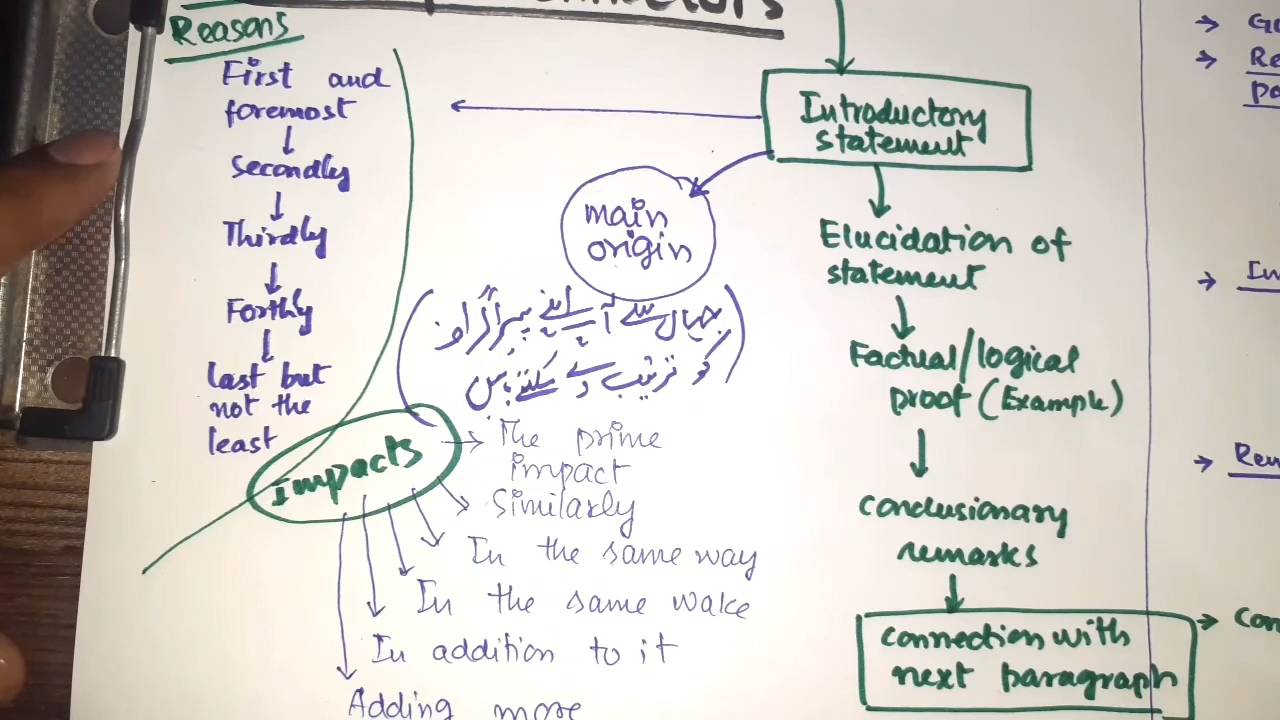 Reasons
First and
foremost
Secondly
Thirdly
Forthly
last but
not the
least
Introductory
statement
main
origin
جہاں سے آپ اپنے پیراگراف
کو ترتیب دے سکتے ہیں
Elucidation of
statement
Factual/logical
proof (Example)
Conclusionary
remarks
Connection with
next paragraph
Impacts
The prime
impact
Similarly
In the same way
In the same wake
In addition to it
Adding more